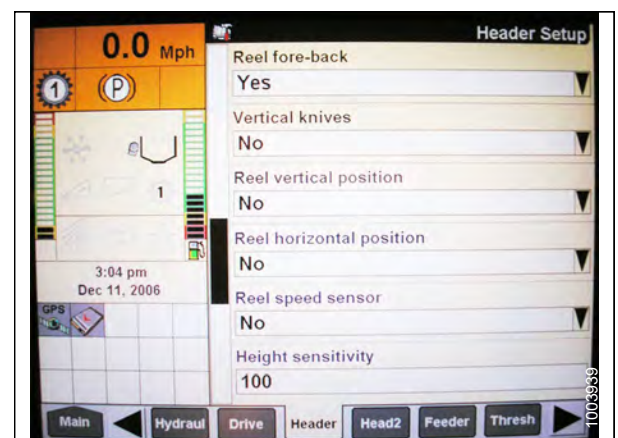 0.0 Mph
Header Setup
1
(P)
Reel fore-back
Yes
Vertical knives
No
1
Reel vertical position
No
Reel horizontal position
No
3:04 pm
Dec 11, 2006
Reel speed sensor
No
GPS
Height sensitivity
100
Main
Hydraul
Drive
Header
Head2
Feeder
Thresh
1003939